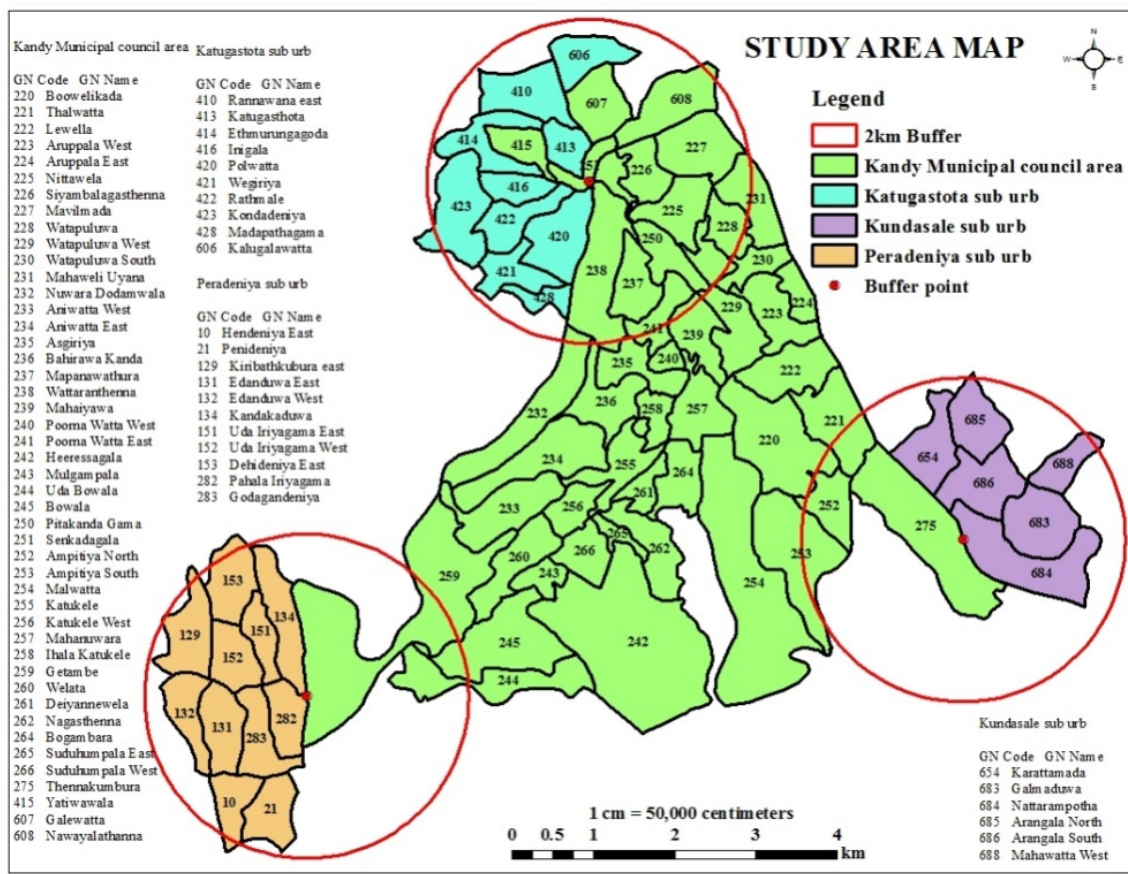 STUDY AREA MAP
N
W
E
S
Kandy Municipal council area
GN Code GN Name
220 Boowelikada
221 Thalwatta
222 Lewella
223 Aruppala West
224 Aruppala East
225 Nittawela
226 Siyambalagasthenna
227 Mavilmada
228 Watapuluwa
229 Watapuluwa West
230 Watapuluwa South
231 Mahaweli Uyana
232 Nuwara Dodamwala
233 Aniwatta West
234 Aniwatta East
235 Asgiriya
236 Bahirawa Kanda
237 Mapanawathura
238 Wattaranthenna
239 Mahaiyawa
240 Poorna Watta West
241 Poorna Watta East
242 Heeressagala
243 Mulgampala
244 Uda Bowala
245 Bowala
250 Pitakanda Gama
251 Senkadagala
252 Ampitiya North
253 Ampitiya South
254 Malwatta
255 Katukele
256 Katukele West
257 Mahanuwara
258 Ihala Katukele
259 Getambe
260 Welata
261 Deiyannewela
262 Nagasthenna
264 Bogambara
265 Suduhumpala East
266 Suduhumpala West
275 Thennakumbura
415 Yatiwawala
607 Galewatta
608 Nawayalathanna
Katugastota sub urb
GN Code GN Name
410 Rannawana east
413 Katugasthota
414 Ethmurungagoda
416 Inigala
420 Polwatta
421 Wegiriya
422 Rathmale
423 Kondadeniya
428 Madapathagama
606 Kalugalawatta
Peradeniya sub urb
GN Code GN Name
10 Hendeniya East
21 Penideniya
129 Kiribathkubura east
131 Edanduwa East
132 Edanduwa West
134 Kandakaduwa
151 Uda Iriyagama East
152 Uda Iriyagama West
153 Dehideniya East
282 Pahala Iriyagama
283 Godagandeniya
Legend
2km Buffer
Kandy Municipal council area
Katugastota sub urb
Kundasale sub urb
Peradeniya sub urb
Buffer point
606
410
607
608
414
415
413
226
227
416
423
422
420
225
231
228
250
421
428
238
237
230
229
223
224
241
239
235
240
222
232
236
258
257
221
220
234
255
264
233
256
261
252
265
266
262
253
260
243
259
254
245
242
244
275
685
654
688
686
683
684
153
134
151
129
152
132
131
283
282
10
21
Kundasale sub urb
GN Code GN Name
654 Karattamada
683 Galmaduwa
684 Nattarampotha
685 Arangala North
686 Arangala South
688 Mahawatta West
1 cm = 50,000 centimeters
0 0.5 1 2 3 4
km